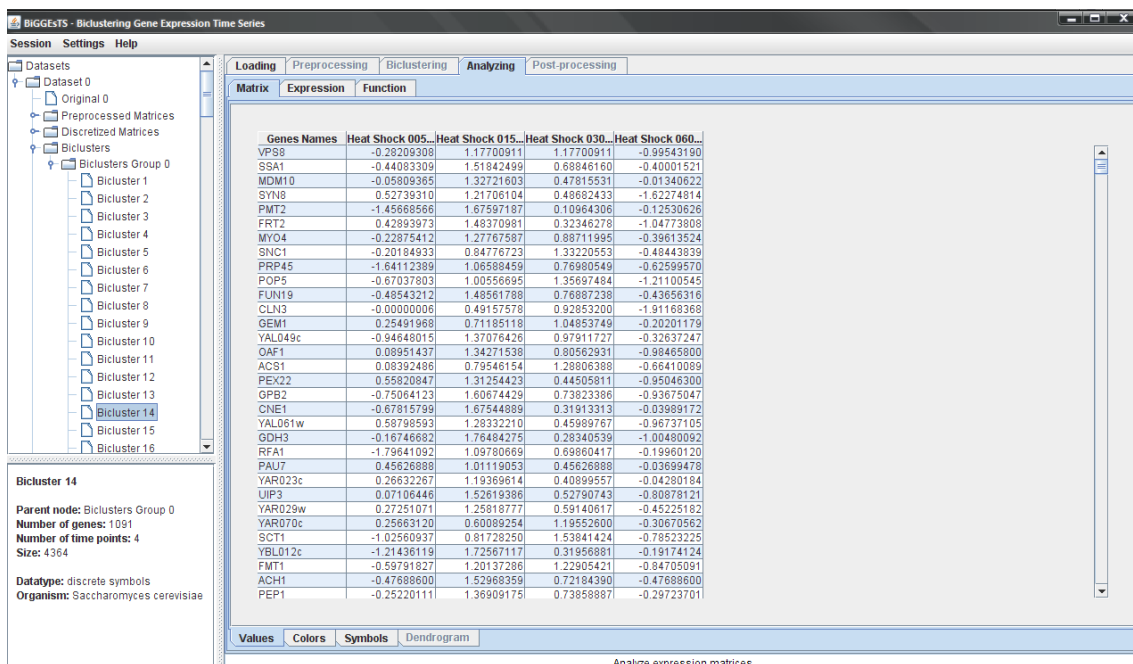 BiGGEsTS - Biclustering Gene Expression Time Series
Session Settings Help
Datasets
Dataset 0
Original 0
Preprocessed Matrices
Discretized Matrices
Biclusters
Biclusters Group 0
Bicluster 1
Bicluster 2
Bicluster 3
Bicluster 4
Bicluster 5
Bicluster 6
Bicluster 7
Bicluster 8
Bicluster 9
Bicluster 10
Bicluster 11
Bicluster 12
Bicluster 13
Bicluster 14
Bicluster 15
Bicluster 16
Bicluster 14
Parent node: Biclusters Group 0
Number of genes: 1091
Number of time points: 4
Size: 4364
Datatype: discrete symbols
Organism: Saccharomyces cerevisiae
Loading Preprocessing Biclustering Analyzing Post-processing
Matrix Expression Function
Genes Names Heat Shock 005... Heat Shock 015... Heat Shock 030... Heat Shock 060...
VPS8 -0.28209308 1.17700911 1.17700911 -0.99543190
SSA1 -0.44083309 1.51842499 0.68846160 -0.40001521
MDM10 -0.05809365 1.32721603 0.47815531 -0.01340622
SYN8 0.52739310 1.21706104 0.48682433 -1.62274814
PMT2 -1.45668566 1.67597187 0.10964306 -0.12530626
FRT2 0.42893973 1.48370981 0.32346278 -1.04773808
MYO4 -0.22875412 1.27767587 0.88711995 -0.39613524
SNC1 -0.20184933 0.84776723 1.33220553 -0.48443839
PRP45 -1.64112389 1.06588459 0.76980549 -0.62599570
POP5 -0.67037803 1.00556695 1.35697484 -1.21100545
FUN19 -0.48543212 1.48561788 0.76887238 -0.43656316
CLN3 -0.00000006 0.49157578 0.92853200 -1.91168368
GEM1 0.25491968 0.71185118 1.04853749 -0.20201179
YAL049c -0.94648015 1.37076426 0.97911727 -0.32637247
OAF1 0.08951437 1.34271538 0.80562931 -0.98465800
ACS1 0.08392486 0.79546154 1.28806388 -0.66410089
PEX22 0.55820847 1.31254423 0.44505811 -0.95046300
GPB2 -0.75064123 1.60674429 0.73823386 -0.93675047
CNE1 -0.67815799 1.67544889 0.31913313 -0.03989172
YAL061w 0.58798593 1.28332210 0.45989767 -0.96737105
GDH3 -0.16746682 1.76484275 0.28340539 -1.00480092
RFA1 -1.79641092 1.09780669 0.69860417 -0.19960120
PAU7 0.45626888 1.01119053 0.45626888 -0.03699478
YAR023c 0.26632267 1.19369614 0.40899557 -0.04280184
UIP3 0.07106446 1.52619386 0.52790743 -0.80878121
YAR029w 0.27251071 1.25818777 0.59140617 -0.45225182
YAR070c 0.25663120 0.60089254 1.19552600 -0.30670562
SCT1 -1.02560937 0.81728250 1.53841424 -0.78523225
YBL012c -1.21436119 1.72567117 0.31956881 -0.19174124
FMT1 -0.59791827 1.20137286 1.22905421 -0.84705091
ACH1 -0.47688600 1.52968359 0.72184390 -0.47688600
PEP1 -0.25220111 1.36909175 0.73858887 -0.29723701
Values Colors Symbols Dendrogram
Analyze expression matrices